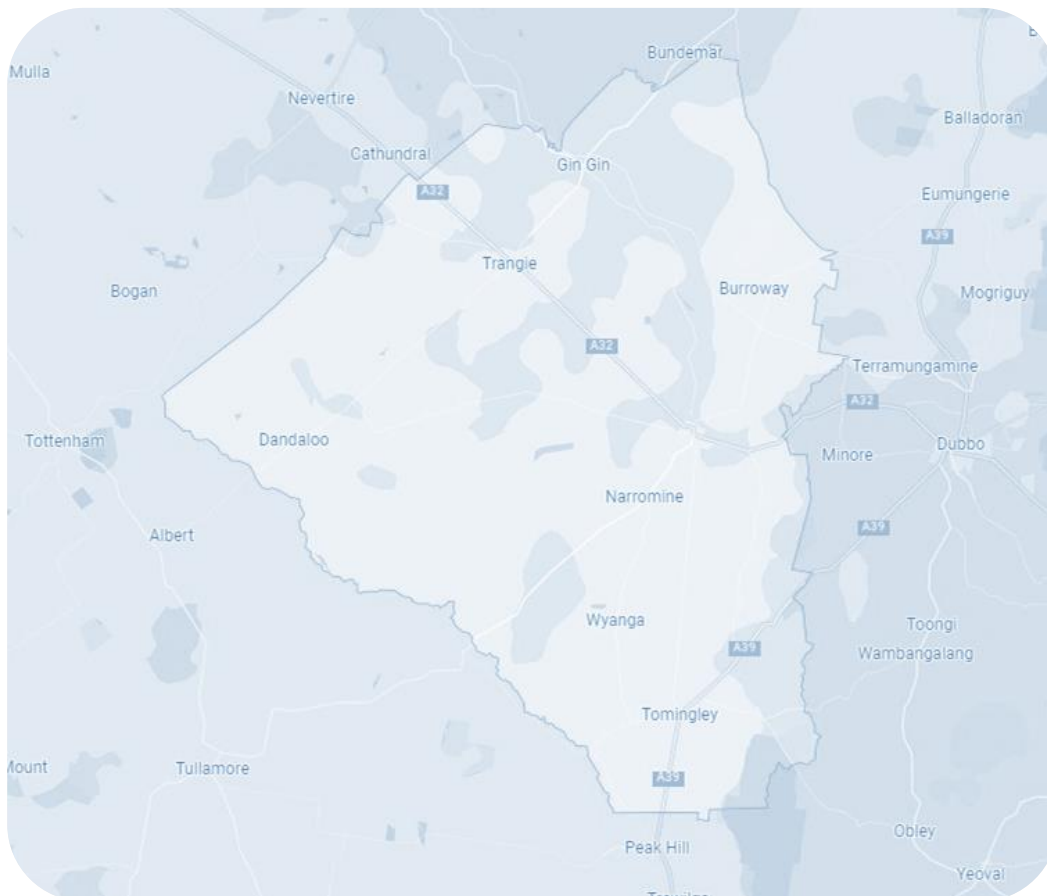 Bundemar
Mulla
Nevertire
Balladoran
Cathundral
Gin Gin
A32
Eumungerie
A39
Trangie
Bogan
Burroway
Mogriguy
A32
Terramungamine
A32
Tottenham
Dandaloo
Minore
Dubbo
Narromine
A39
Albert
Wyanga
Toongi
A39
Wambangalang
Tomingley
Mount
Tullamore
A39
Obley
Peak Hill
Yeoval